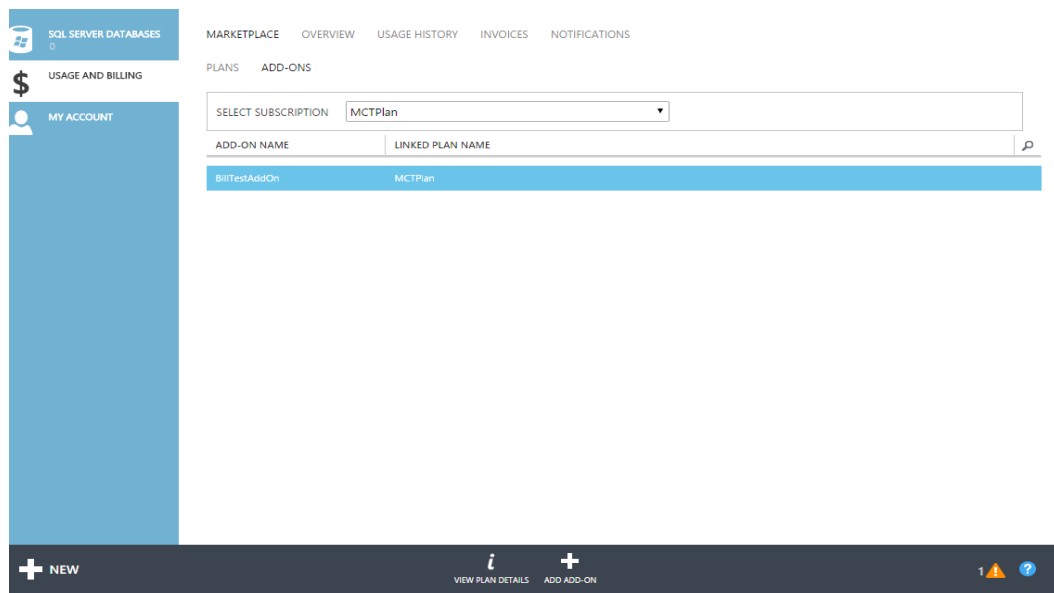 SQL SERVER DATABASES
0
USAGE AND BILLING
MY ACCOUNT
MARKETPLACE OVERVIEW USAGE HISTORY INVOICES NOTIFICATIONS
PLANS ADD-ONS
SELECT SUBSCRIPTION MCTPlan
ADD-ON NAME LINKED PLAN NAME
BillTestAddOn MCTPlan
NEW
VIEW PLAN DETAILS ADD ADD-ON
1